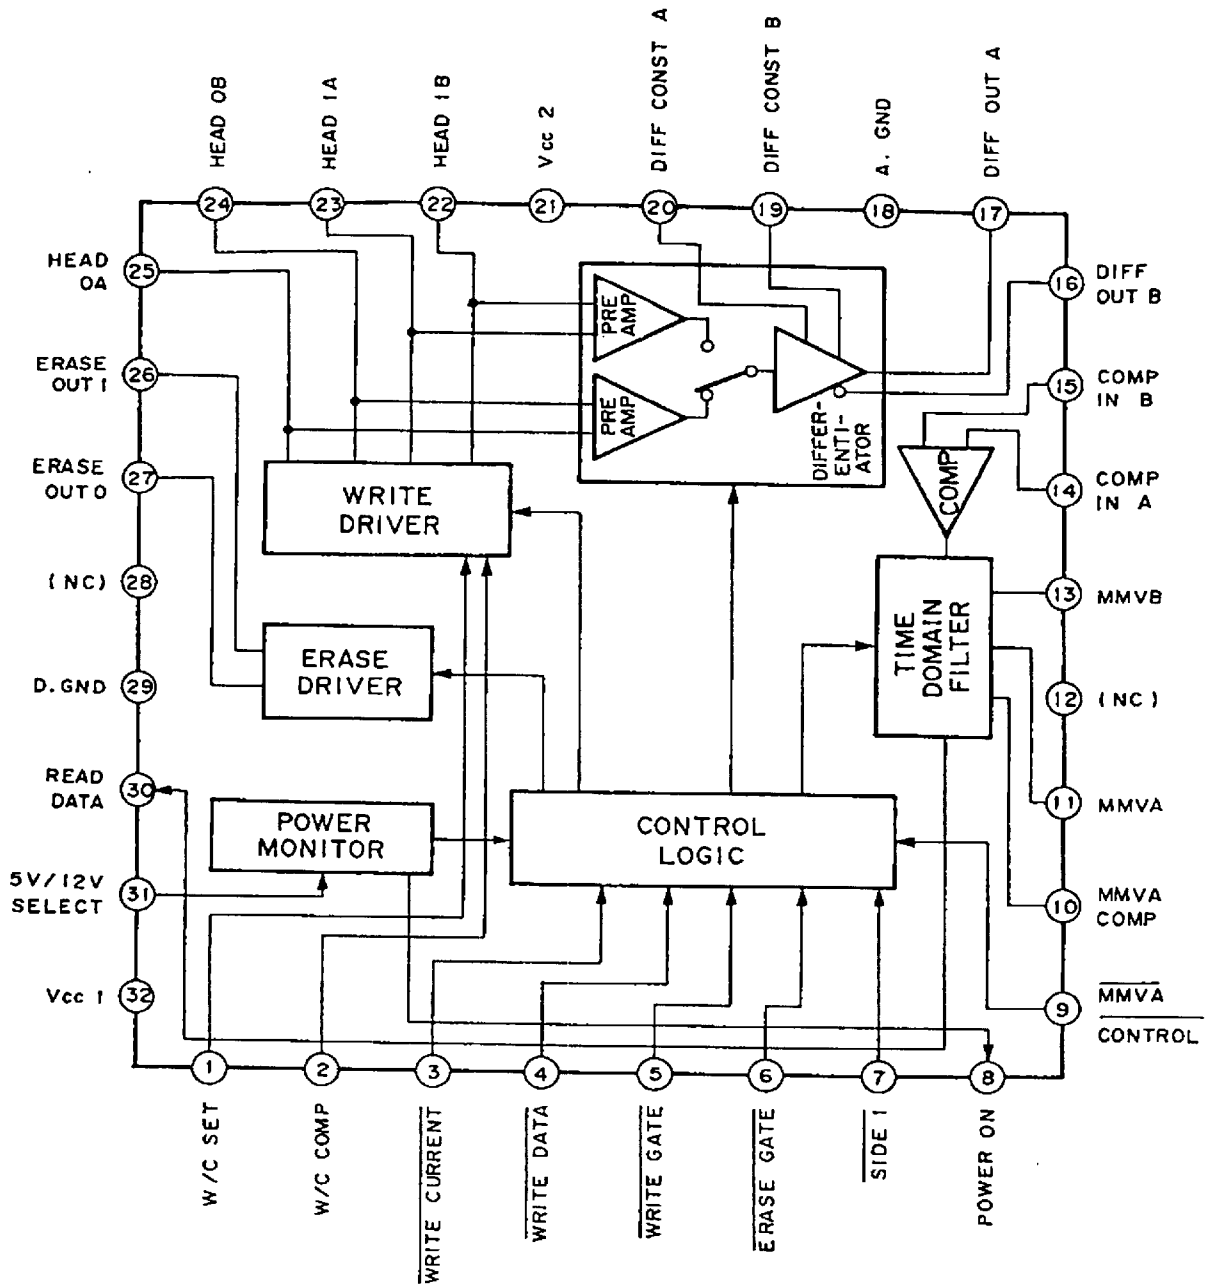 HEAD 0B
HEAD 1A
HEAD 1B
Vcc 2
DIFF CONST A
DIFF CONST B
A. GND
DIFF OUT A
24
23
22
21
20
19
18
17
HEAD
0A
25
ERASE
OUT 1
26
ERASE
OUT 0
27
(NC)
28
D.GND
29
READ
DATA
30
5V/12V
SELECT
31
Vcc 1
32
PRE
AMP
PRE
AMP
DIFFER-
ENTI-
ATOR
WRITE
DRIVER
ERASE
DRIVER
POWER
MONITOR
CONTROL
LOGIC
COMP
TIME
DOMAIN
FILTER
16
DIFF
OUT B
15
COMP
IN B
14
COMP
IN A
13
MMVB
12
(NC)
11
MMVA
10
MMVA
COMP
9
MMVA
CONTROL
1
2
3
4
5
6
7
8
W/C SET
W/C COMP
WRITE CURRENT
WRITE DATA
WRITE GATE
ERASE GATE
SIDE 1
POWER ON